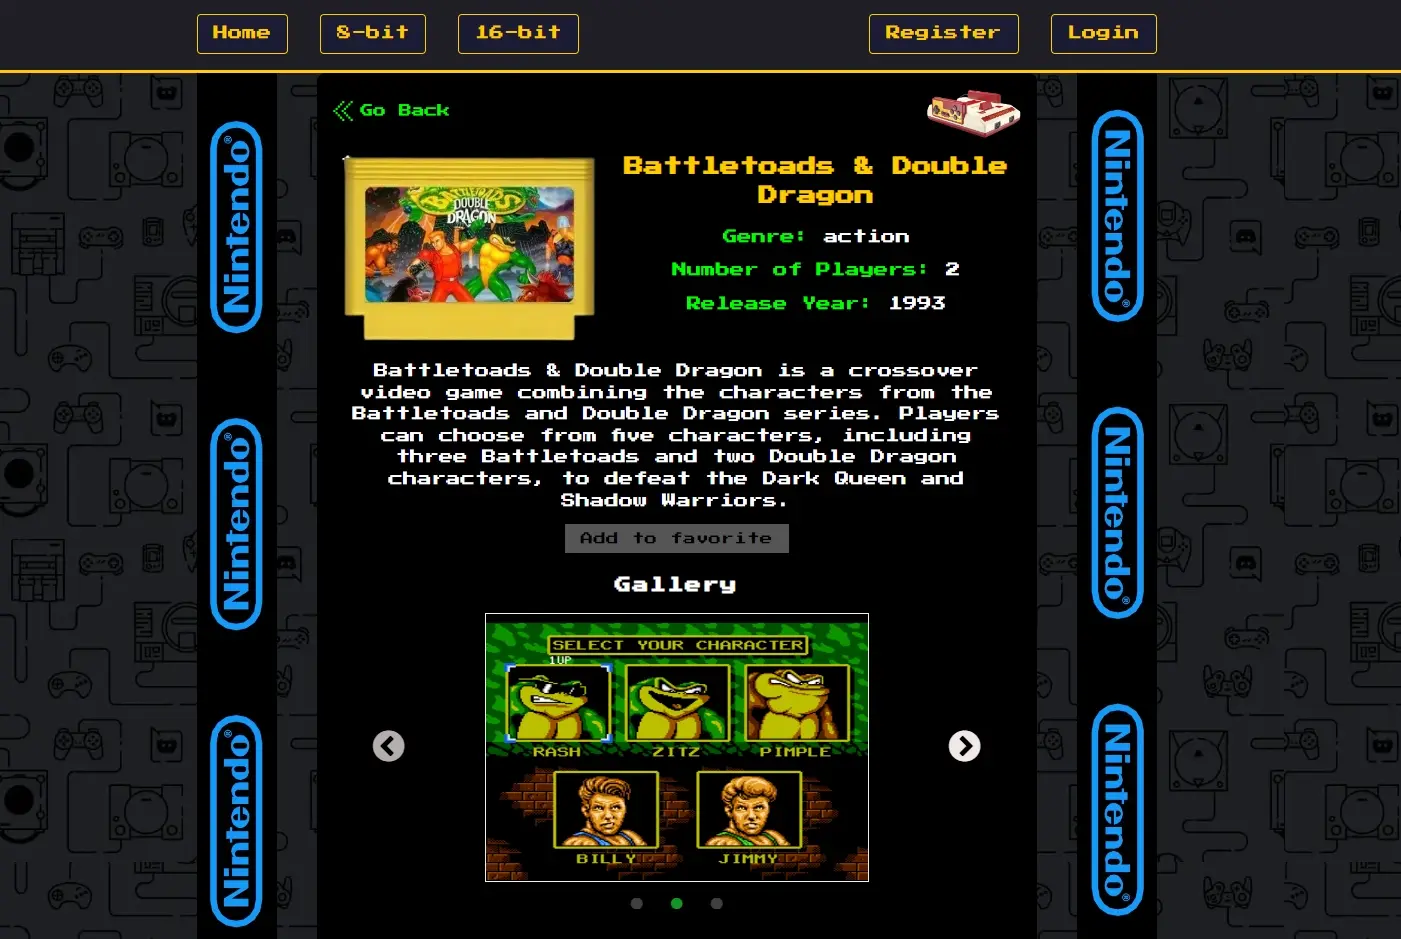 Home
8-bit
16-bit
Register
Login
Go Back
BATTLETOADS
DOUBLE
DRAGON
Battletoads & Double
Dragon
Genre: action
Number of Players: 2
Release Year: 1993
Battletoads & Double Dragon is a crossover
video game combining the characters from the
Battletoads and Double Dragon series. Players
can choose from five characters, including
three Battletoads and two Double Dragon
characters, to defeat the Dark Queen and
Shadow Warriors.
Add to favorite
Gallery
SELECT YOUR CHARACTER
1UP
RASH
ZITZ
PIMPLE
BILLY
JIMMY
Nintendo®
Nintendo®
Nintendo®
Nintendo®
Nintendo®
Nintendo®